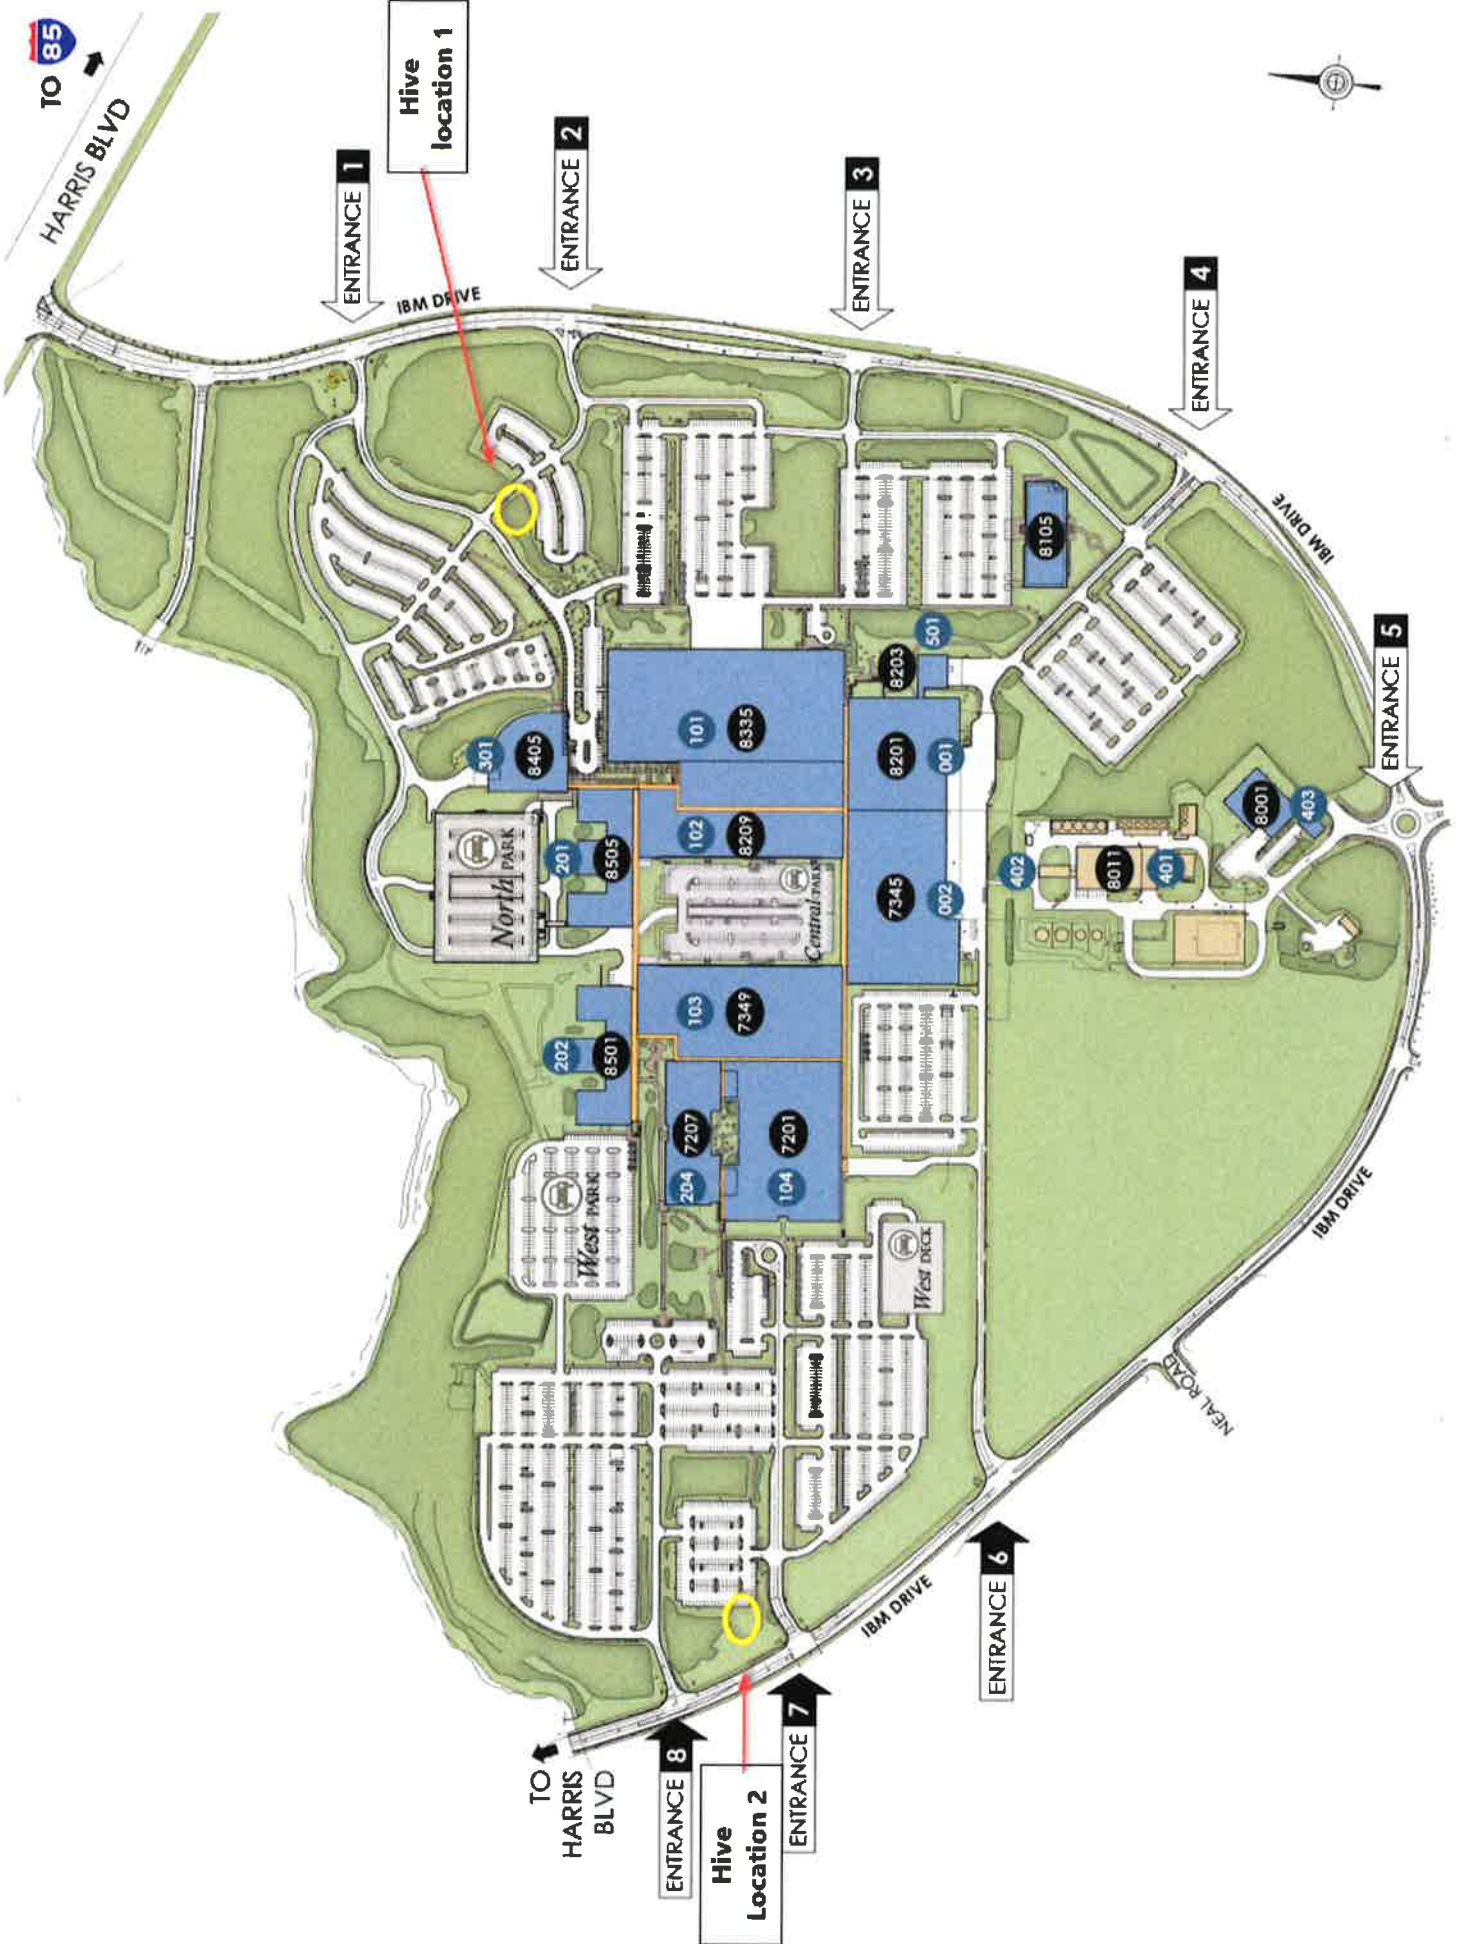 TO 85
HARRIS BLVD
Hive
location 1
ENTRANCE 1
ENTRANCE 2
ENTRANCE 3
ENTRANCE 4
ENTRANCE 5
IBM DRIVE
IBM DRIVE
8105
501
8203
301
8405
101
8335
8201
001
North PARK
201
8505
102
8209
Central PARK
7345
002
402
8011
401
8001
403
202
8501
103
7349
7207
204
7201
104
West PARK
West DECK
IBM DRIVE
NEAL ROAD
IBM DRIVE
ENTRANCE 6
ENTRANCE 7
ENTRANCE 8
TO
HARRIS
BLVD
Hive
Location 2